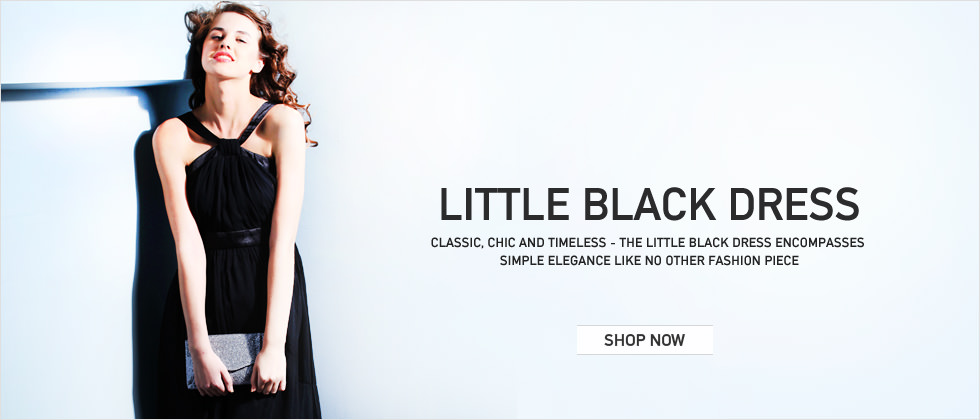 LITTLE BLACK DRESS
CLASSIC, CHIC AND TIMELESS - THE LITTLE BLACK DRESS ENCOMPASSES
SIMPLE ELEGANCE LIKE NO OTHER FASHION PIECE
SHOP NOW